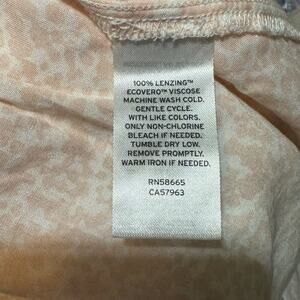 100% LENZING™
ECOVERO™ VISCOSE
MACHINE WASH COLD.
GENTLE CYCLE.
WITH LIKE COLORS.
ONLY NON-CHLORINE
BLEACH IF NEEDED.
TUMBLE DRY LOW.
REMOVE PROMPTLY.
WARM IRON IF NEEDED.
RN58665
CA57963